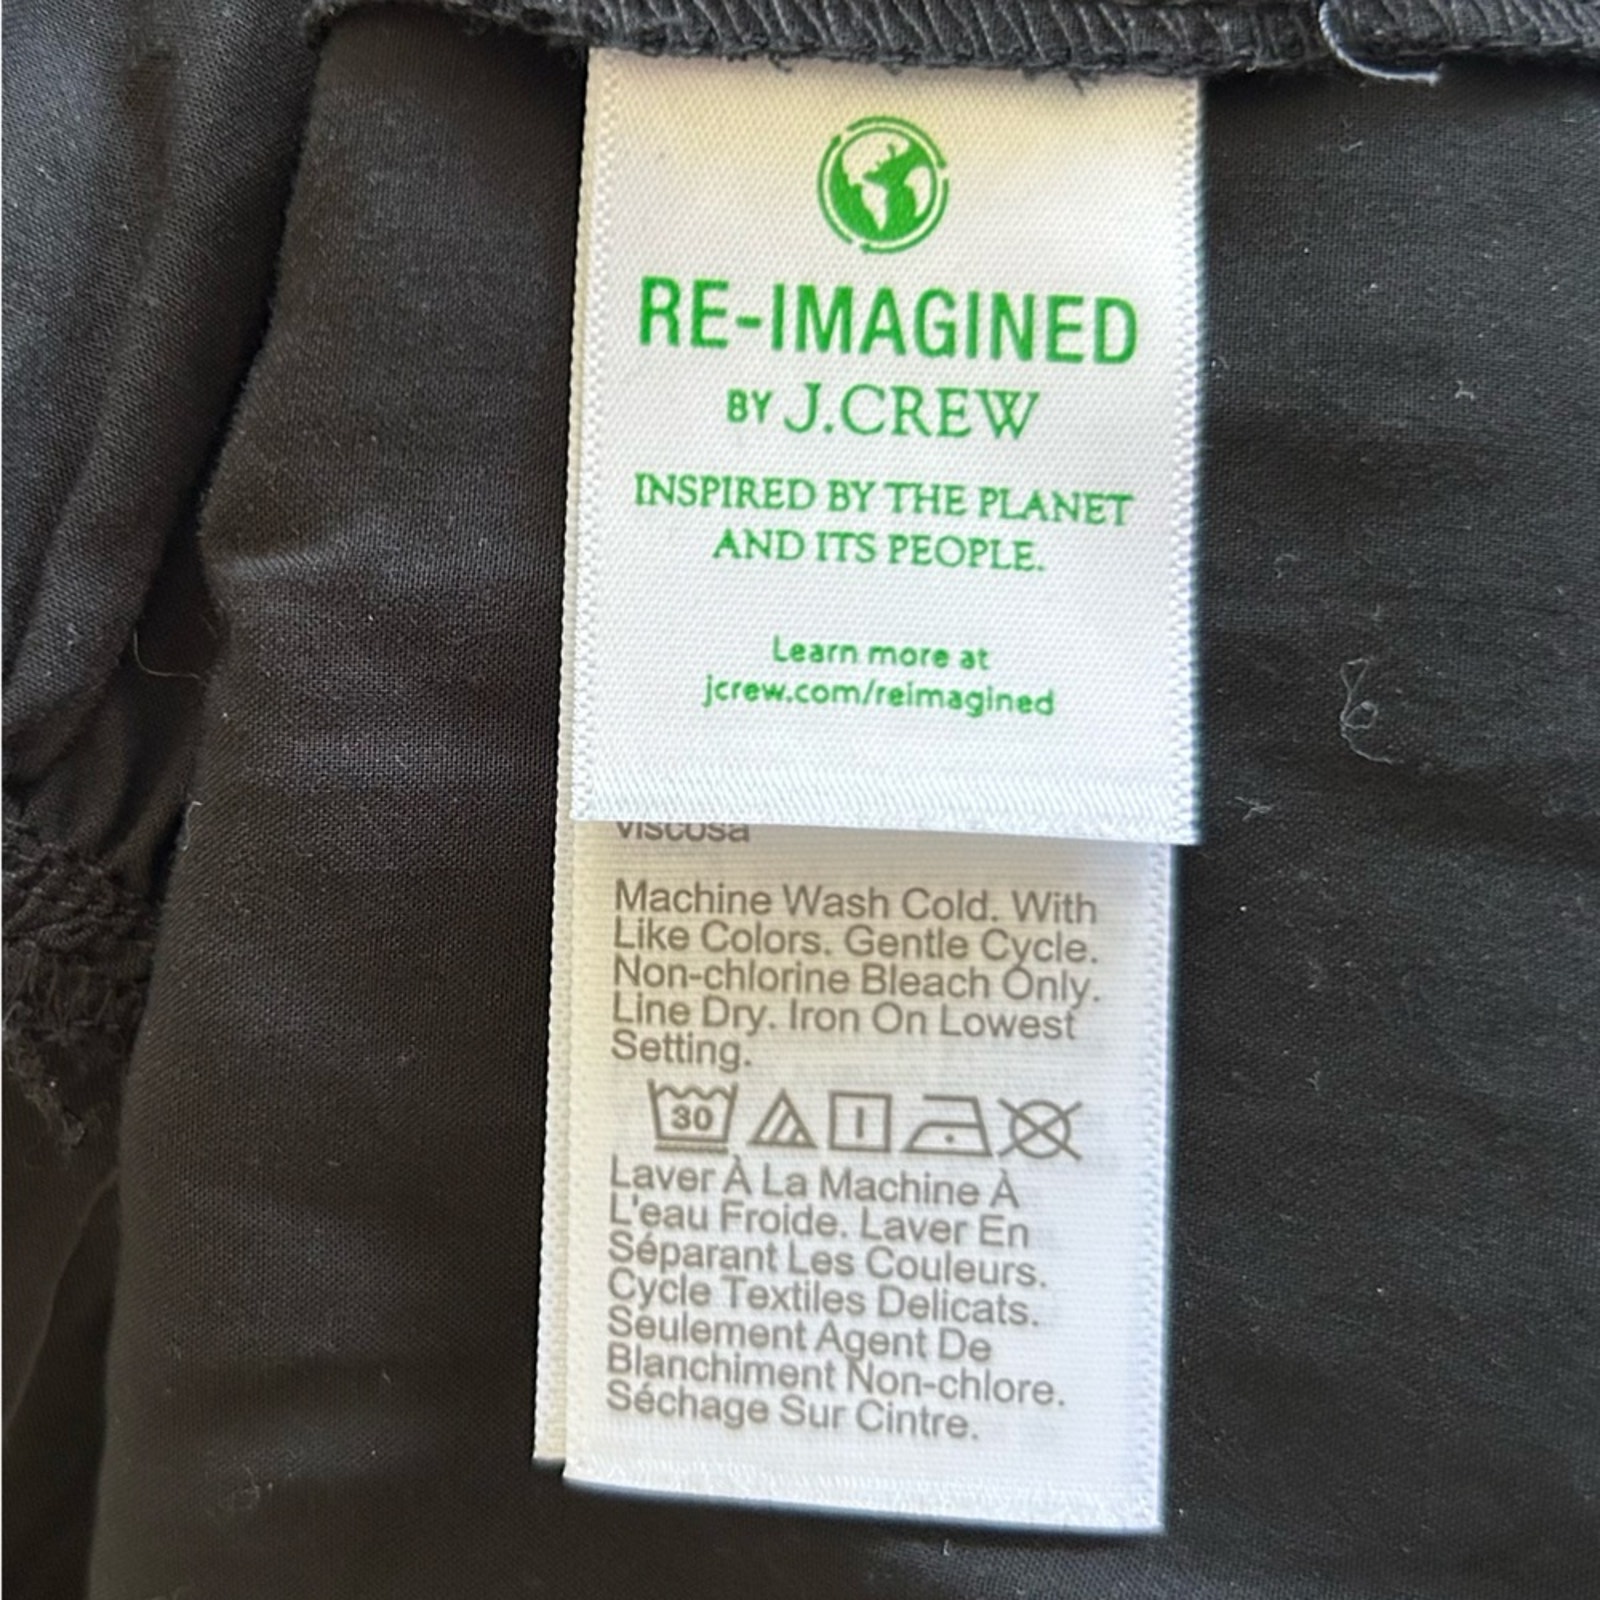 RE-IMAGINED
BY J.CREW
INSPIRED BY THE PLANET
AND ITS PEOPLE.
Learn more at
jcrew.com/reimagined
viscosa
Machine Wash Cold. With
Like Colors. Gentle Cycle.
Non-chlorine Bleach Only.
Line Dry. Iron On Lowest
Setting.
30
Laver À La Machine À
L'eau Froide. Laver En
Séparant Les Couleurs.
Cycle Textiles Delicats.
Seulement Agent De
Blanchiment Non-chlore.
Séchage Sur Cintre.